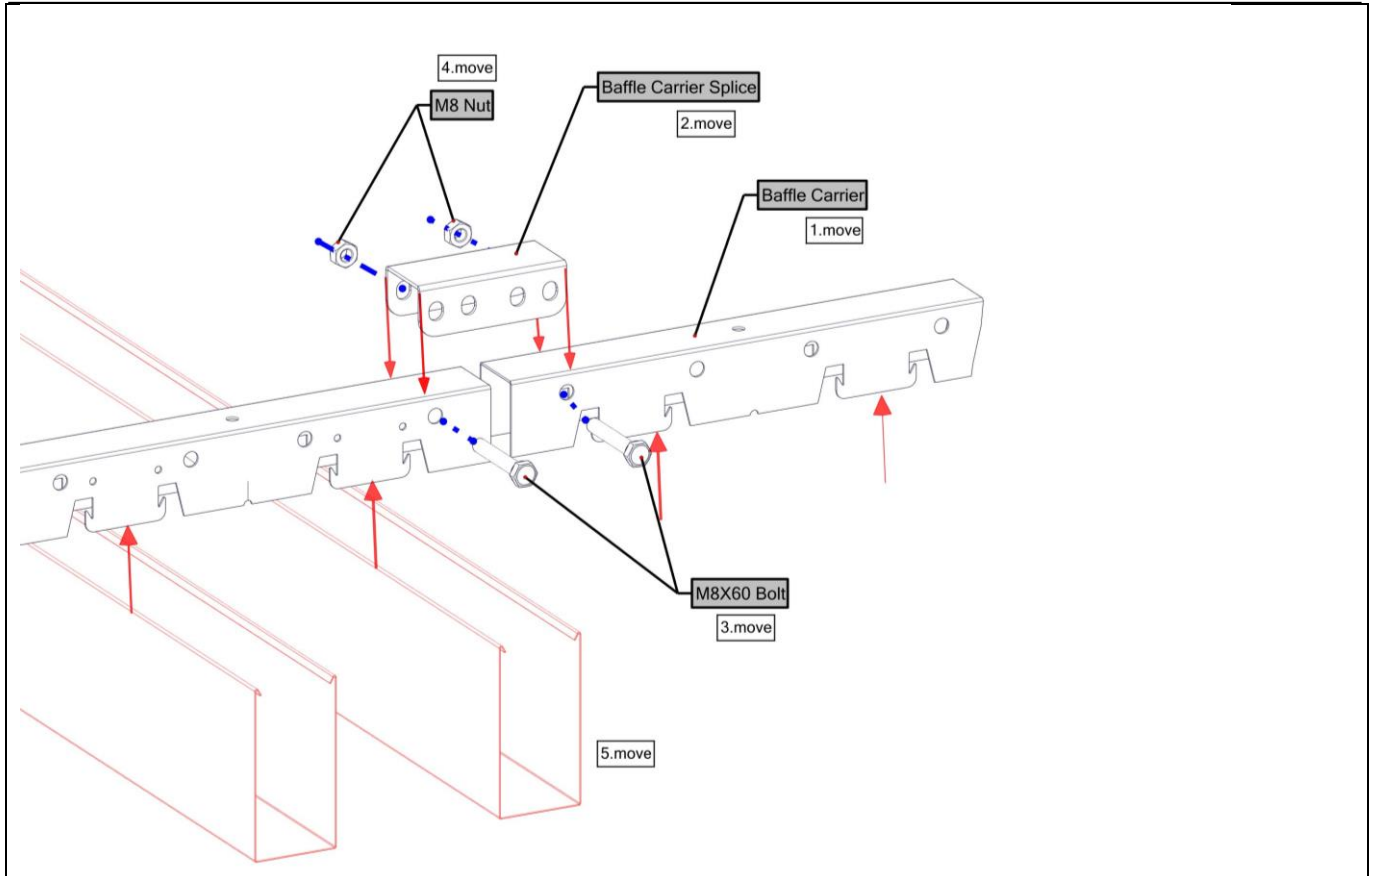 4.move
M8 Nut
Baffle Carrier Splice
2.move
Baffle Carrier
1.move
M8X60 Bolt
3.move
5.move